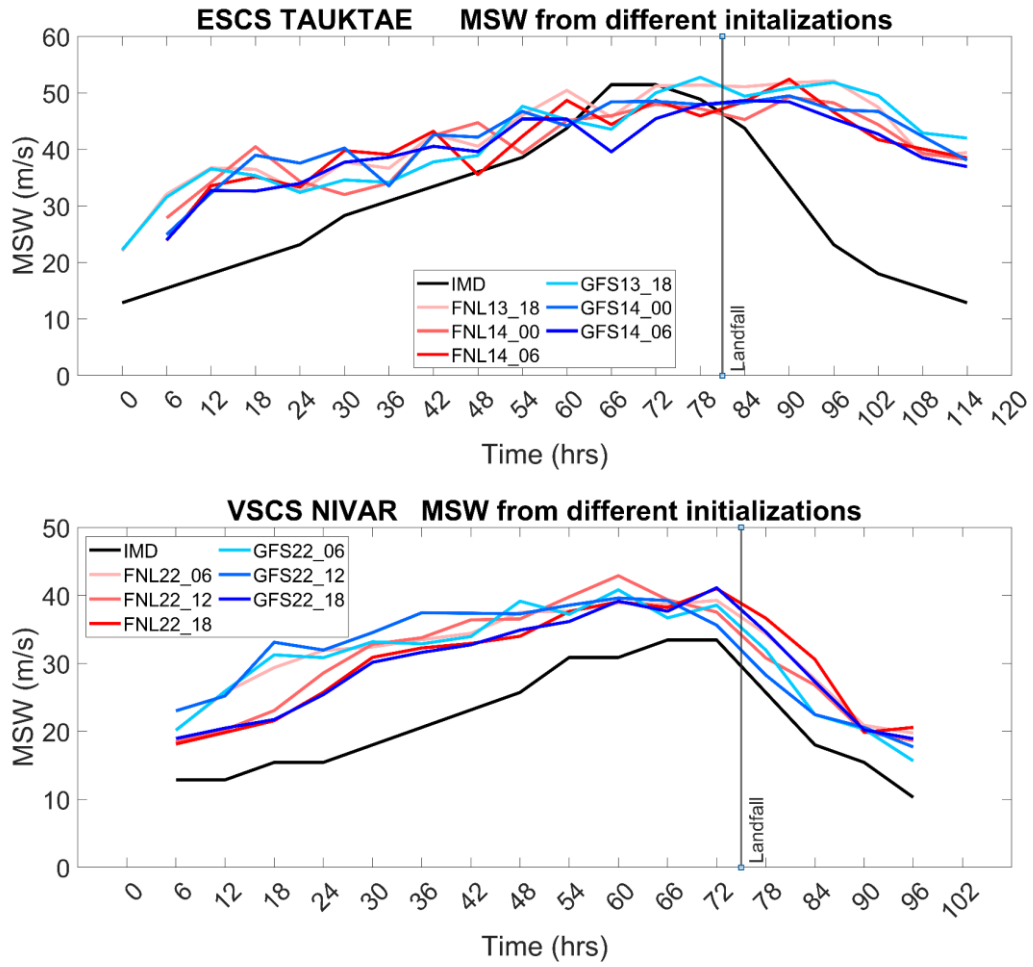 ESCS TAUKTAE MSW from different initalizations
60
50
40
30
20
10
0
MSW (m/s)
IMD
FNL13_18
FNL14_00
FNL14_06
GFS13_18
GFS14_00
GFS14_06
Landfall
0 6 12 18 24 30 36 42 48 54 60 66 72 78 84 90 96 102 108 114 120
Time (hrs)
VSCS NIVAR MSW from different initializations
50
40
30
20
10
0
MSW (m/s)
IMD
FNL22_06
FNL22_12
FNL22_18
GFS22_06
GFS22_12
GFS22_18
Landfall
0 6 12 18 24 30 36 42 48 54 60 66 72 78 84 90 96 102
Time (hrs)